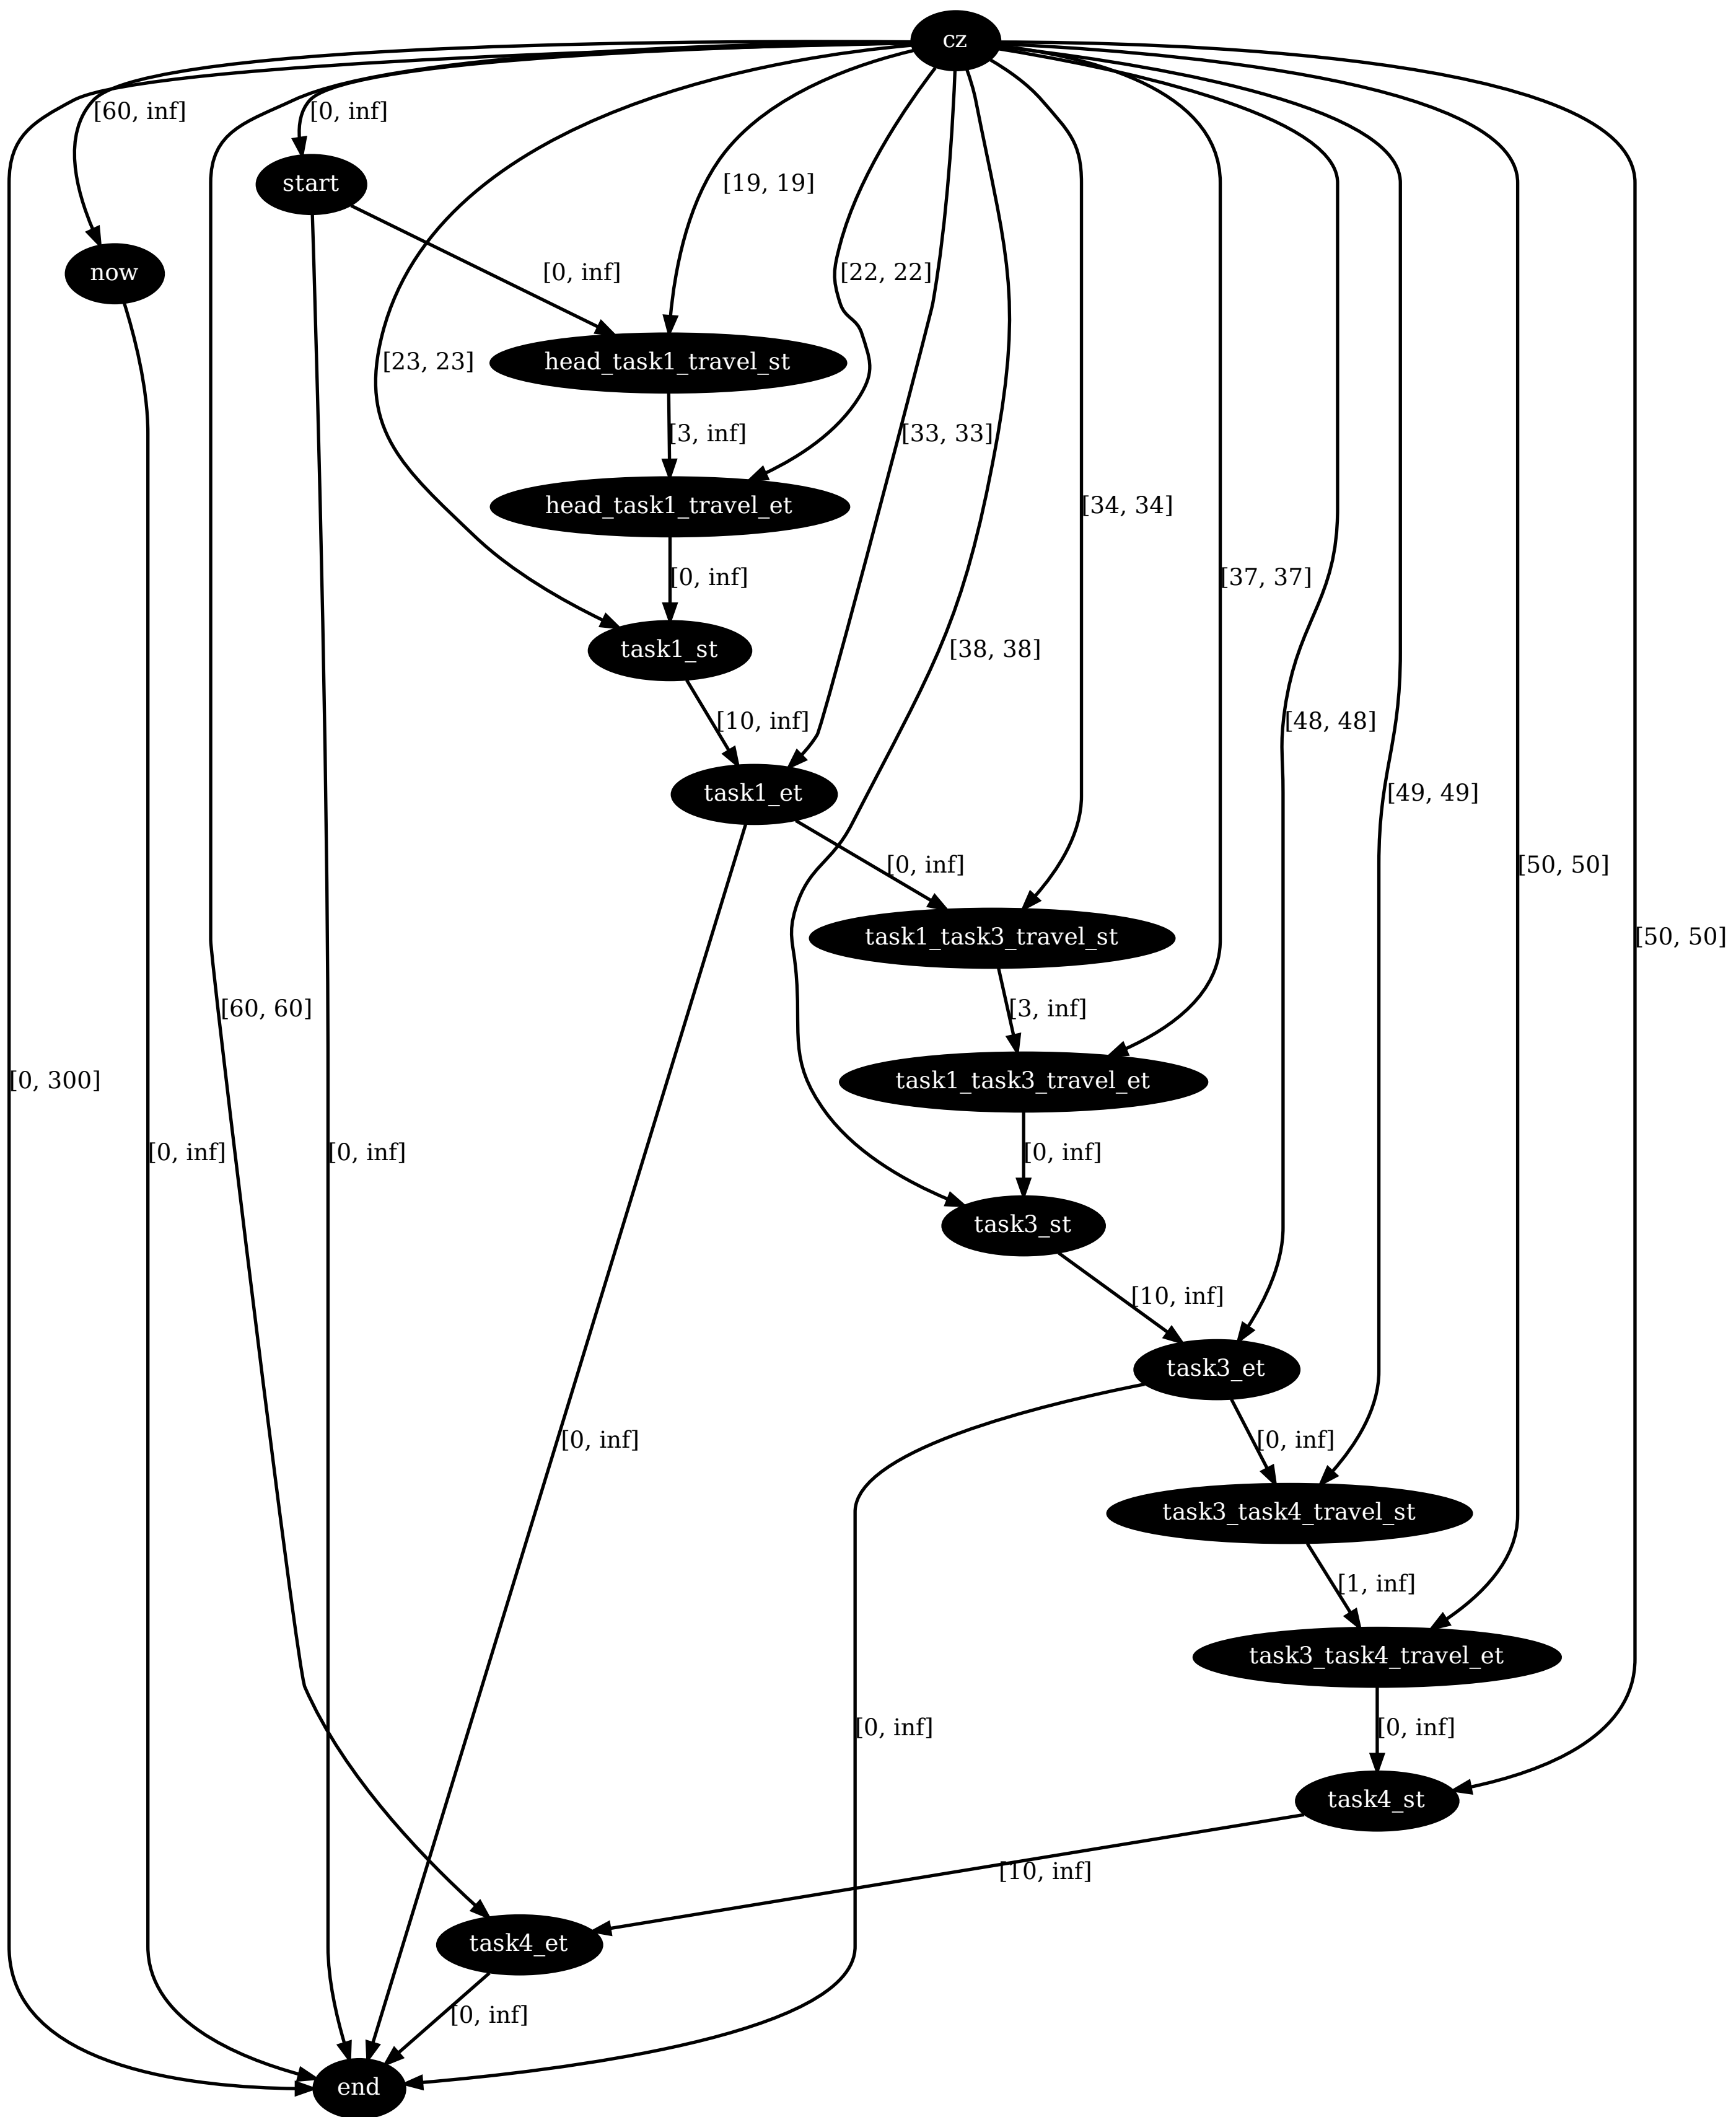 cz
[60, inf]
[0, inf]
start
[19, 19]
now
[0, inf]
[22, 22]
[23, 23]
head_task1_travel_st
[3, inf]
[33, 33]
head_task1_travel_et
[34, 34]
[0, inf]
[37, 37]
task1_st
[38, 38]
[10, inf]
[48, 48]
task1_et
[49, 49]
[0, inf]
[50, 50]
task1_task3_travel_st
[50, 50]
[60, 60]
[3, inf]
[0, 300]
task1_task3_travel_et
[0, inf]
[0, inf]
[0, inf]
task3_st
[10, inf]
task3_et
[0, inf]
[0, inf]
task3_task4_travel_st
[1, inf]
task3_task4_travel_et
[0, inf]
[0, inf]
task4_st
[10, inf]
task4_et
[0, inf]
end